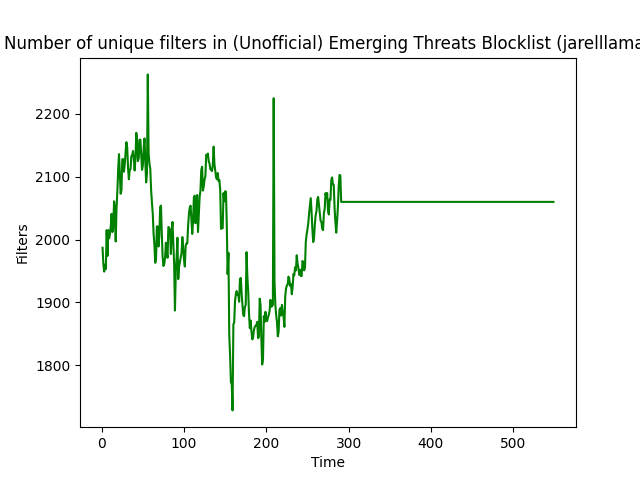 Number of unique filters in (Unofficial) Emerging Threats Blocklist (jarelllama
2200
2100
2000
1900
1800
Filters
0 100 200 300 400 500
Time